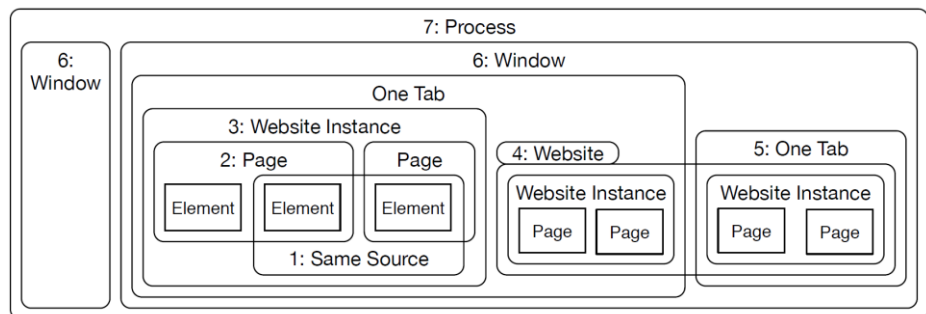 7: Process
6:
Window
6: Window
One Tab
3: Website Instance
2: Page
Page
Element
Element
Element
1: Same Source
4: Website
Website Instance
Page
Page
5: One Tab
Website Instance
Page
Page